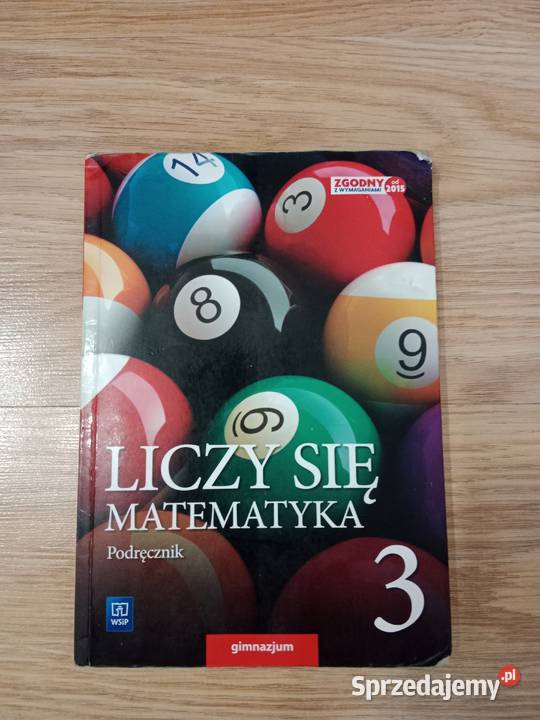 14
ZGODNY
Z WYMAGANIAMI
od
2015
3
8
9
6
LICZY SIĘ
MATEMATYKA
Podręcznik
3
WSiP
gimnazjum
Sprzedajemy.pl